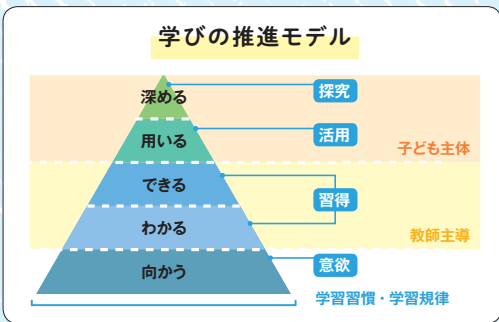 学びの推進モデル
深める
探究
用いる
活用
子ども主体
できる
習得
わかる
教師主導
向かう
意欲
学習習慣・学習規律